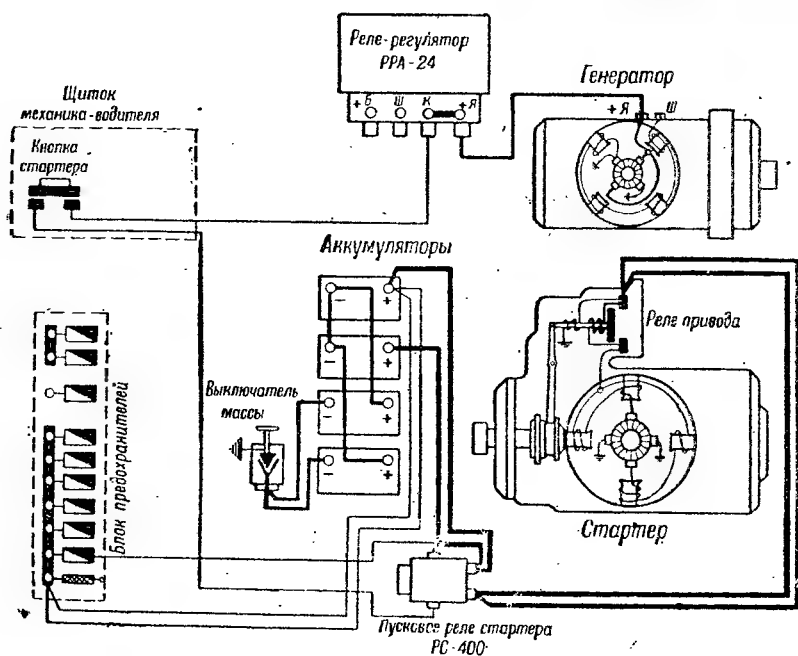 Реле-регулятор
РРА-24
+ Б Ш К +Я
Генератор
+ Я Ш
Щиток
механика-водителя
Кнопка
стартера
Аккумуляторы
- +
- +
- +
- +
Реле привода
Выключатель
массы
Блок предохранителей
Стартер
Пусковое реле стартера
РС-400